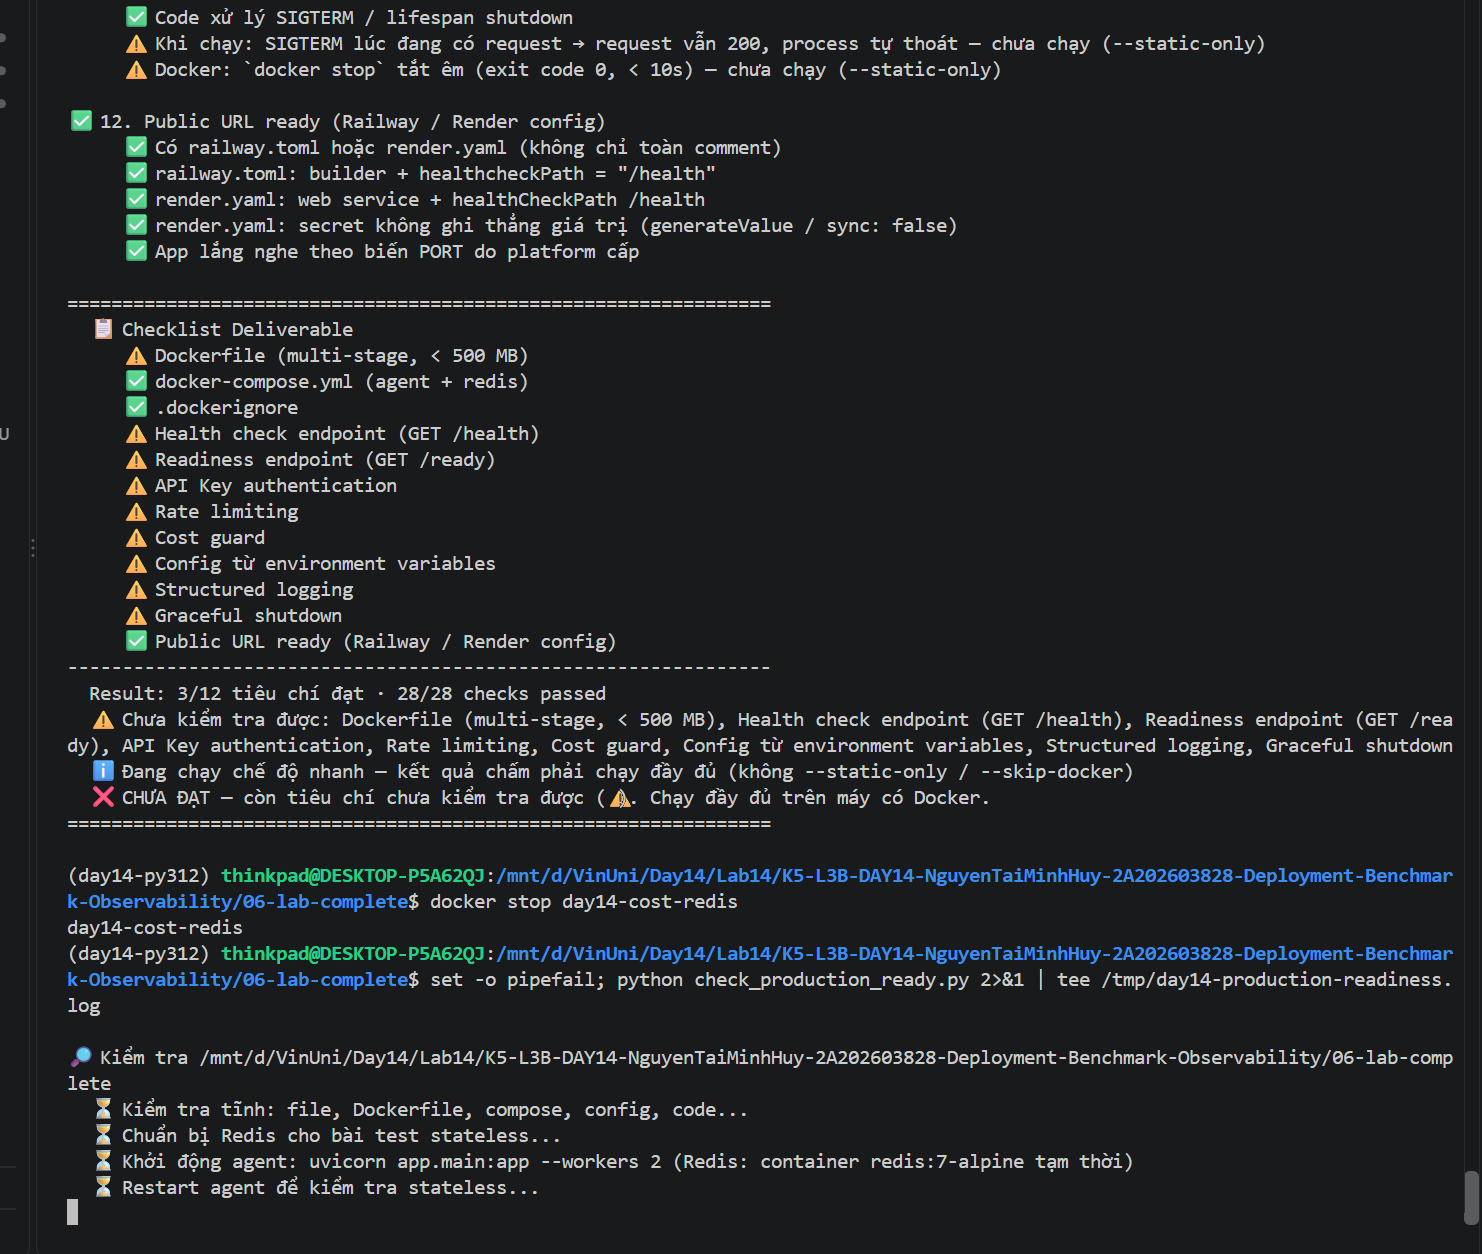 ✅ Code xử lý SIGTERM / lifespan shutdown
⚠️ Khi chạy: SIGTERM lúc đang có request → request vẫn 200, process tự thoát — chưa chạy (--static-only)
⚠️ Docker: `docker stop` tắt êm (exit code 0, < 10s) — chưa chạy (--static-only)
✅ 12. Public URL ready (Railway / Render config)
✅ Có railway.toml hoặc render.yaml (không chỉ toàn comment)
✅ railway.toml: builder + healthcheckPath = "/health"
✅ render.yaml: web service + healthCheckPath /health
✅ render.yaml: secret không ghi thẳng giá trị (generateValue / sync: false)
✅ App lắng nghe theo biến PORT do platform cấp
================================================================
📋 Checklist Deliverable
⚠️ Dockerfile (multi-stage, < 500 MB)
✅ docker-compose.yml (agent + redis)
✅ .dockerignore
U
⚠️ Health check endpoint (GET /health)
⚠️ Readiness endpoint (GET /ready)
⚠️ API Key authentication
⚠️ Rate limiting
⚠️ Cost guard
⚠️ Config từ environment variables
⚠️ Structured logging
⚠️ Graceful shutdown
✅ Public URL ready (Railway / Render config)
----------------------------------------------------------------
Result: 3/12 tiêu chí đạt · 28/28 checks passed
⚠️ Chưa kiểm tra được: Dockerfile (multi-stage, < 500 MB), Health check endpoint (GET /health), Readiness endpoint (GET /rea
dy), API Key authentication, Rate limiting, Cost guard, Config từ environment variables, Structured logging, Graceful shutdown
ℹ️ Đang chạy chế độ nhanh — kết quả chấm phải chạy đầy đủ (không --static-only / --skip-docker)
❌ CHƯA ĐẠT — còn tiêu chí chưa kiểm tra được (⚠️. Chạy đầy đủ trên máy có Docker.
================================================================
(day14-py312) thinkpad@DESKTOP-P5A62QJ:/mnt/d/VinUni/Day14/Lab14/K5-L3B-DAY14-NguyenTaiMinhHuy-2A202603828-Deployment-Benchmar
k-Observability/06-lab-complete$ docker stop day14-cost-redis
day14-cost-redis
(day14-py312) thinkpad@DESKTOP-P5A62QJ:/mnt/d/VinUni/Day14/Lab14/K5-L3B-DAY14-NguyenTaiMinhHuy-2A202603828-Deployment-Benchmar
k-Observability/06-lab-complete$ set -o pipefail; python check_production_ready.py 2>&1 | tee /tmp/day14-production-readiness.
log
🔎 Kiểm tra /mnt/d/VinUni/Day14/Lab14/K5-L3B-DAY14-NguyenTaiMinhHuy-2A202603828-Deployment-Benchmark-Observability/06-lab-comp
lete
⏳ Kiểm tra tĩnh: file, Dockerfile, compose, config, code...
⏳ Chuẩn bị Redis cho bài test stateless...
⏳ Khởi động agent: uvicorn app.main:app --workers 2 (Redis: container redis:7-alpine tạm thời)
⏳ Restart agent để kiểm tra stateless...